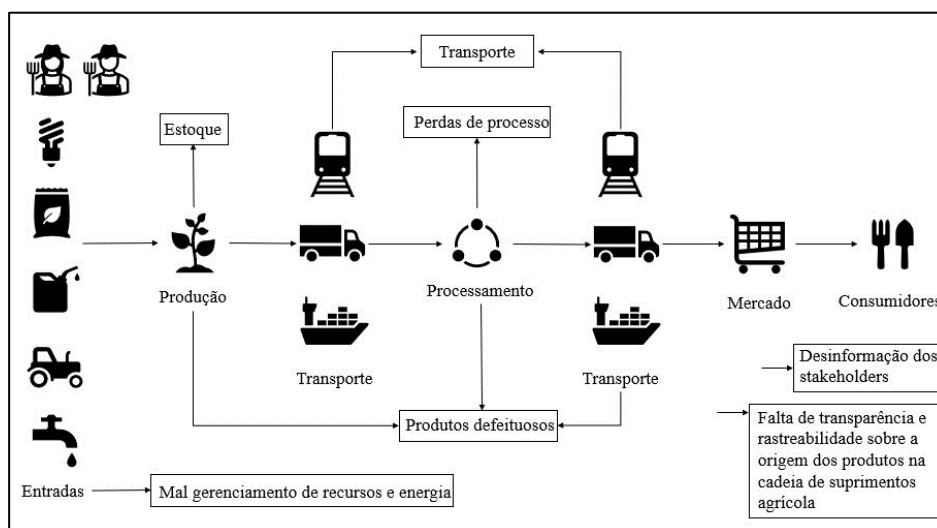 Transporte
Estoque
Perdas de processo
Produção
Processamento
Mercado
Consumidores
Transporte
Transporte
Desinformação dos
stakeholders
Produtos defeituosos
Falta de transparência e
rastreabilidade sobre a
origem dos produtos na
cadeia de suprimentos
agrícola
Entradas
Mal gerenciamento de recursos e energia